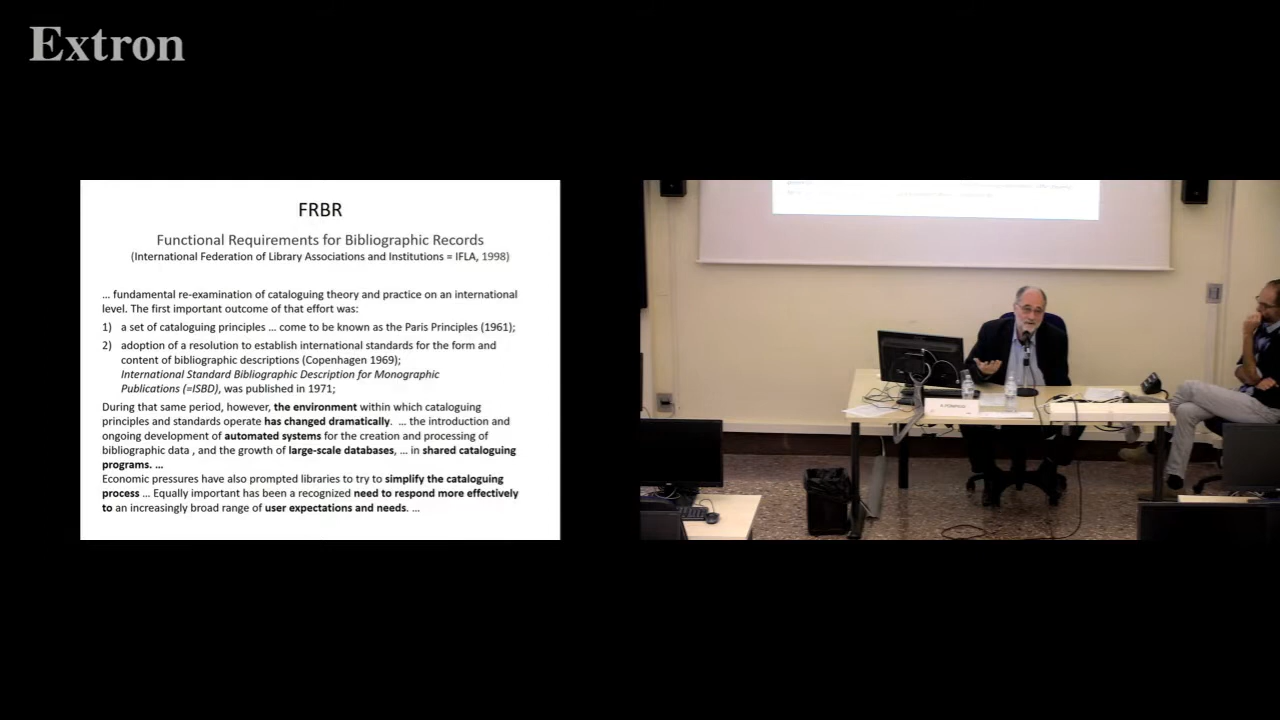 Extron
FRBR
Functional Requirements for Bibliographic Records
(International Federation of Library Associations and Institutions = IFLA, 1998)
... fundamental re-examination of cataloguing theory and practice on an international
level. The first important outcome of that effort was:
1) a set of cataloguing principles ... come to be known as the Paris Principles (1961);
2) adoption of a resolution to establish international standards for the form and
content of bibliographic descriptions (Copenhagen 1969);
International Standard Bibliographic Description for Monographic
Publications (=ISBD), was published in 1971;
During that same period, however, the environment within which cataloguing
principles and standards operate has changed dramatically. ... the introduction and
ongoing development of automated systems for the creation and processing of
bibliographic data , and the growth of large-scale databases, ... in shared cataloguing
programs. ...
Economic pressures have also prompted libraries to try to simplify the cataloguing
process ... Equally important has been a recognized need to respond more effectively
to an increasingly broad range of user expectations and needs. ...